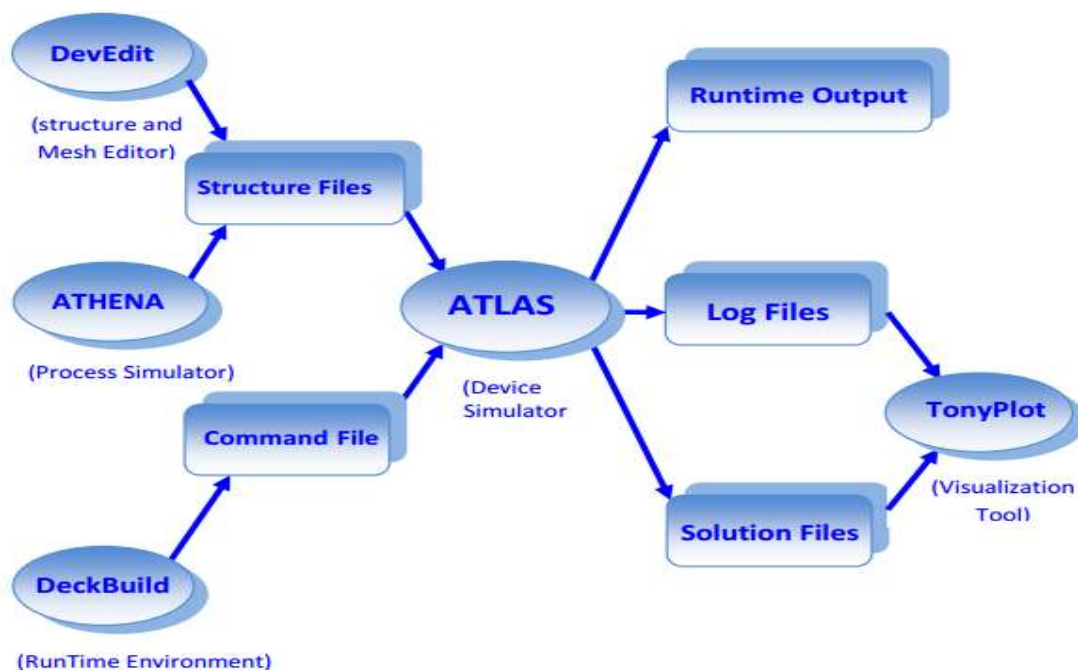 DevEdit
(structure and
Mesh Editor)
Structure Files
ATHENA
(Process Simulator)
Command File
DeckBuild
(RunTime Environment)
ATLAS
(Device
Simulator
Runtime Output
Log Files
Solution Files
TonyPlot
(Visualization
Tool)